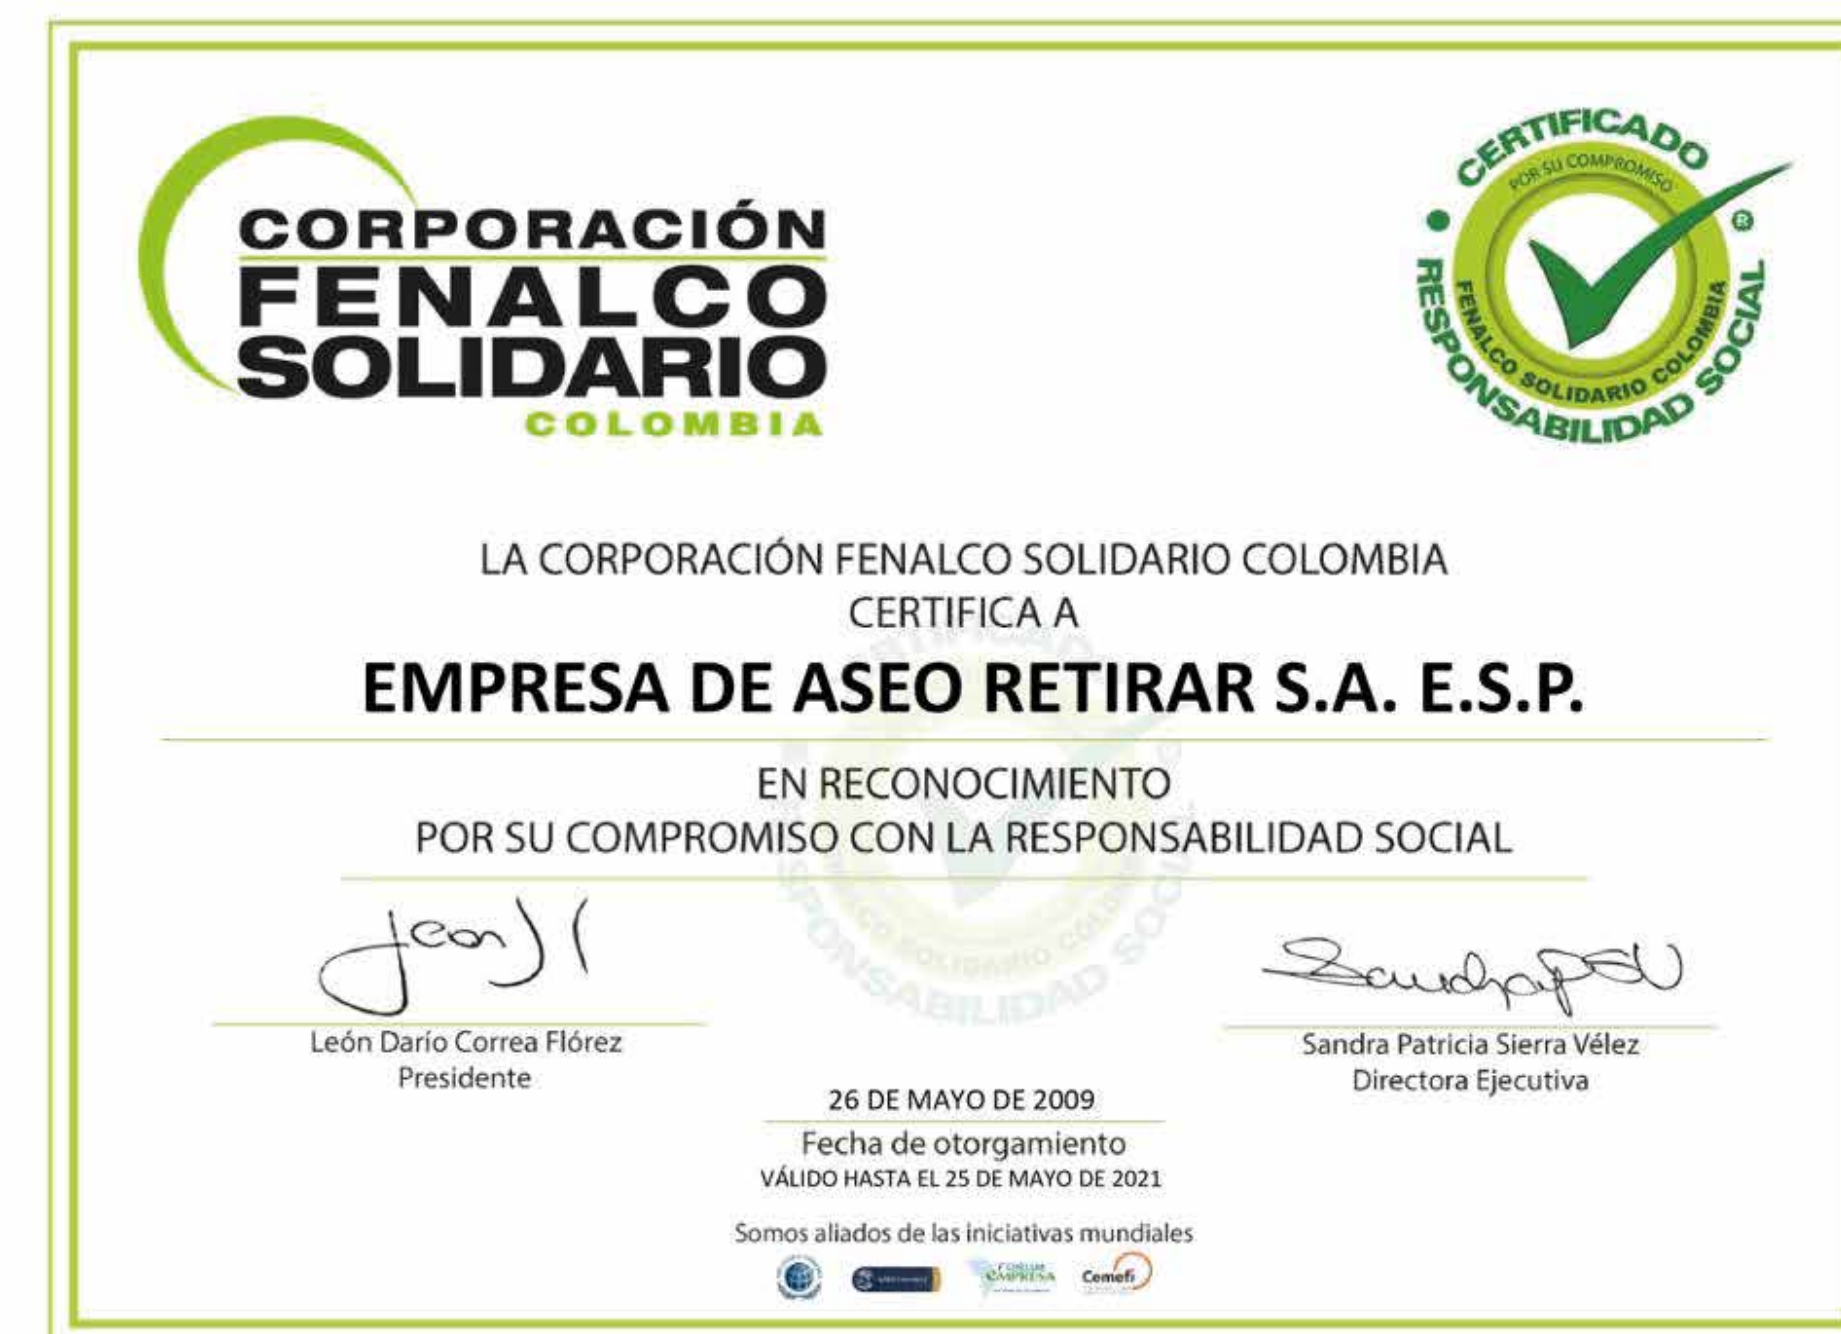 CORPORACIÓN
FENALCO
SOLIDARIO
COLOMBIA
CERTIFICADO
POR SU COMPROMISO
®
FENALCO SOLIDARIO COLOMBIA
RESPONSABILIDAD SOCIAL
LA CORPORACIÓN FENALCO SOLIDARIO COLOMBIA
CERTIFICA A
EMPRESA DE ASEO RETIRAR S.A. E.S.P.
EN RECONOCIMIENTO
POR SU COMPROMISO CON LA RESPONSABILIDAD SOCIAL
León Darío Correa Flórez
Presidente
Sandra Patricia Sierra Vélez
Directora Ejecutiva
26 DE MAYO DE 2009
Fecha de otorgamiento
VÁLIDO HASTA EL 25 DE MAYO DE 2021
Somos aliados de las iniciativas mundiales
FORUM
EMPRESA
Cemefi